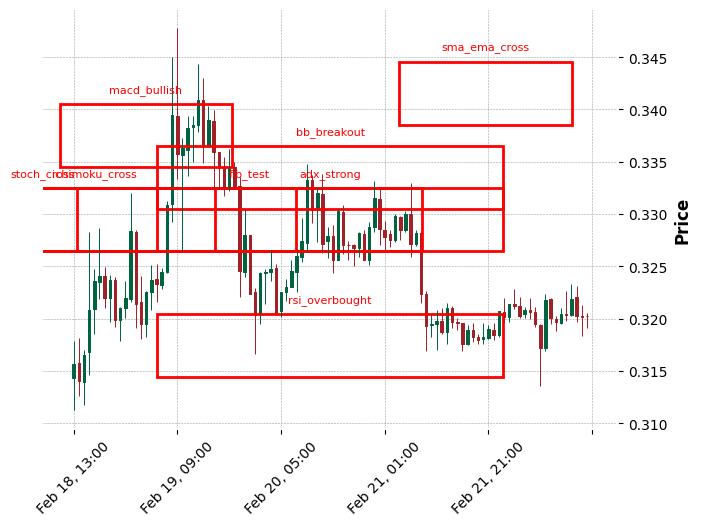 sma_ema_cross
macd_bullish
bb_breakout
stoch_cross
ichimoku_cross
fib_test
adx_strong
rsi_overbought
0.345
0.340
0.335
0.330
0.325
0.320
0.315
0.310
Price
Feb 18, 13:00
Feb 19, 09:00
Feb 20, 05:00
Feb 21, 01:00
Feb 21, 21:00